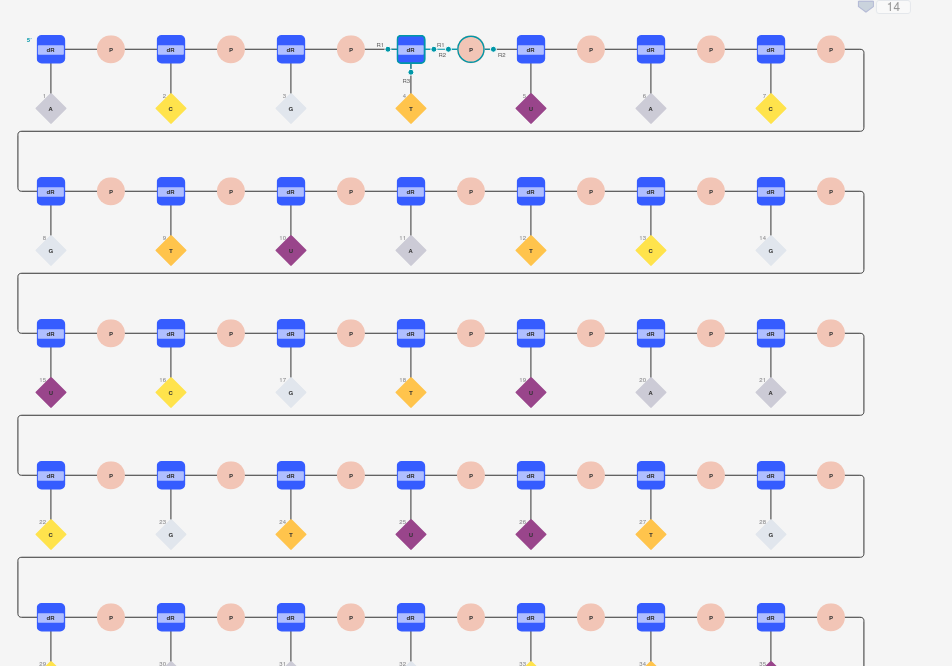 14
5'
dR P dR P dR P R1 dR R1 R2 P R2 dR P dR P dR P
R3
1 2 3 4 5 6 7
A C G T U A C
dR P dR P dR P dR P dR P dR P dR P
8 9 10 11 12 13 14
G T U A T C G
dR P dR P dR P dR P dR P dR P dR P
15 16 17 18 19 20 21
U C G T U A A
dR P dR P dR P dR P dR P dR P dR P
22 23 24 25 26 27 28
C G T U U T G
dR P dR P dR P dR P dR P dR P dR P
29 30 31 32 33 34 35